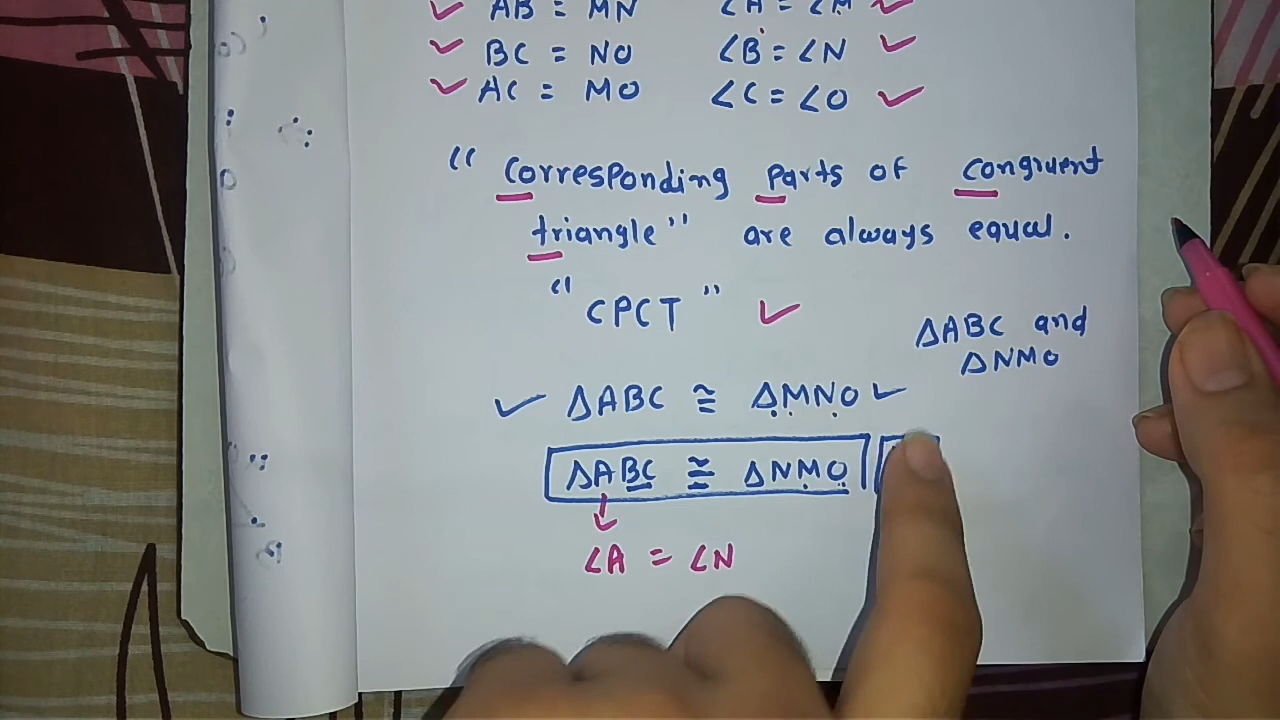 AB = MN ∠A = ∠M
BC = NO ∠B = ∠N
AC = MO ∠C = ∠O
"Corresponding parts of congruent
triangle" are always equal.
"CPCT"
ΔABC and
ΔNMO
ΔABC ≅ ΔMNO
ΔABC ≅ ΔNMO
∠A = ∠N